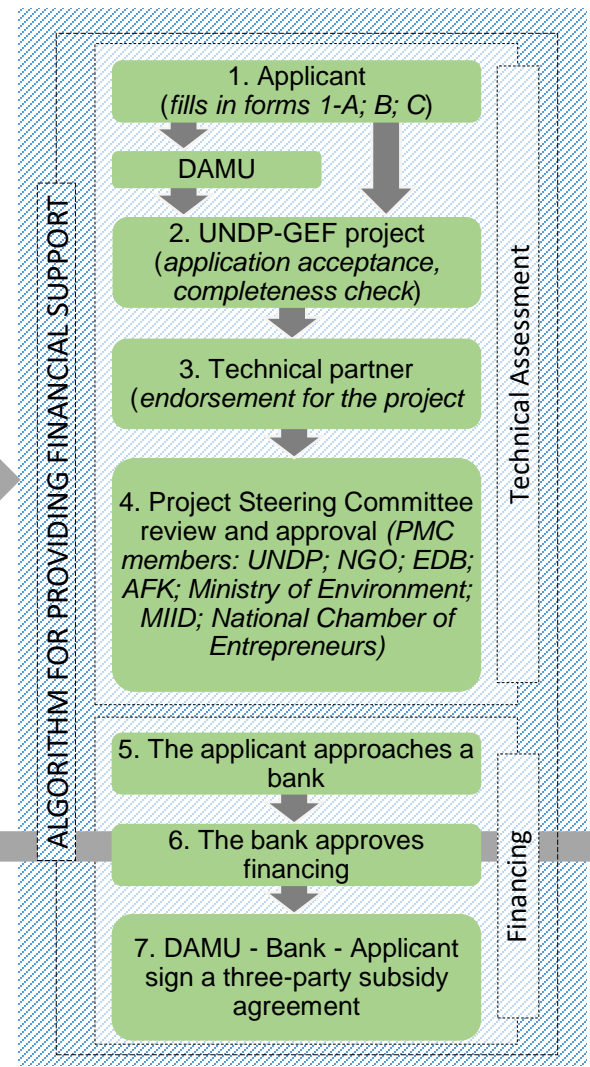 ALGORITHM FOR PROVIDING FINANCIAL SUPPORT
1. Applicant
(fills in forms 1-A; B; C)
DAMU
2. UNDP-GEF project
(application acceptance,
completeness check)
3. Technical partner
(endorsement for the project
4. Project Steering Committee
review and approval (PMC
members: UNDP; NGO; EDB;
AFK; Ministry of Environment;
MIID; National Chamber of
Entrepreneurs)
Technical Assessment
5. The applicant approaches a
bank
6. The bank approves
financing
7. DAMU - Bank - Applicant
sign a three-party subsidy
agreement
Financing